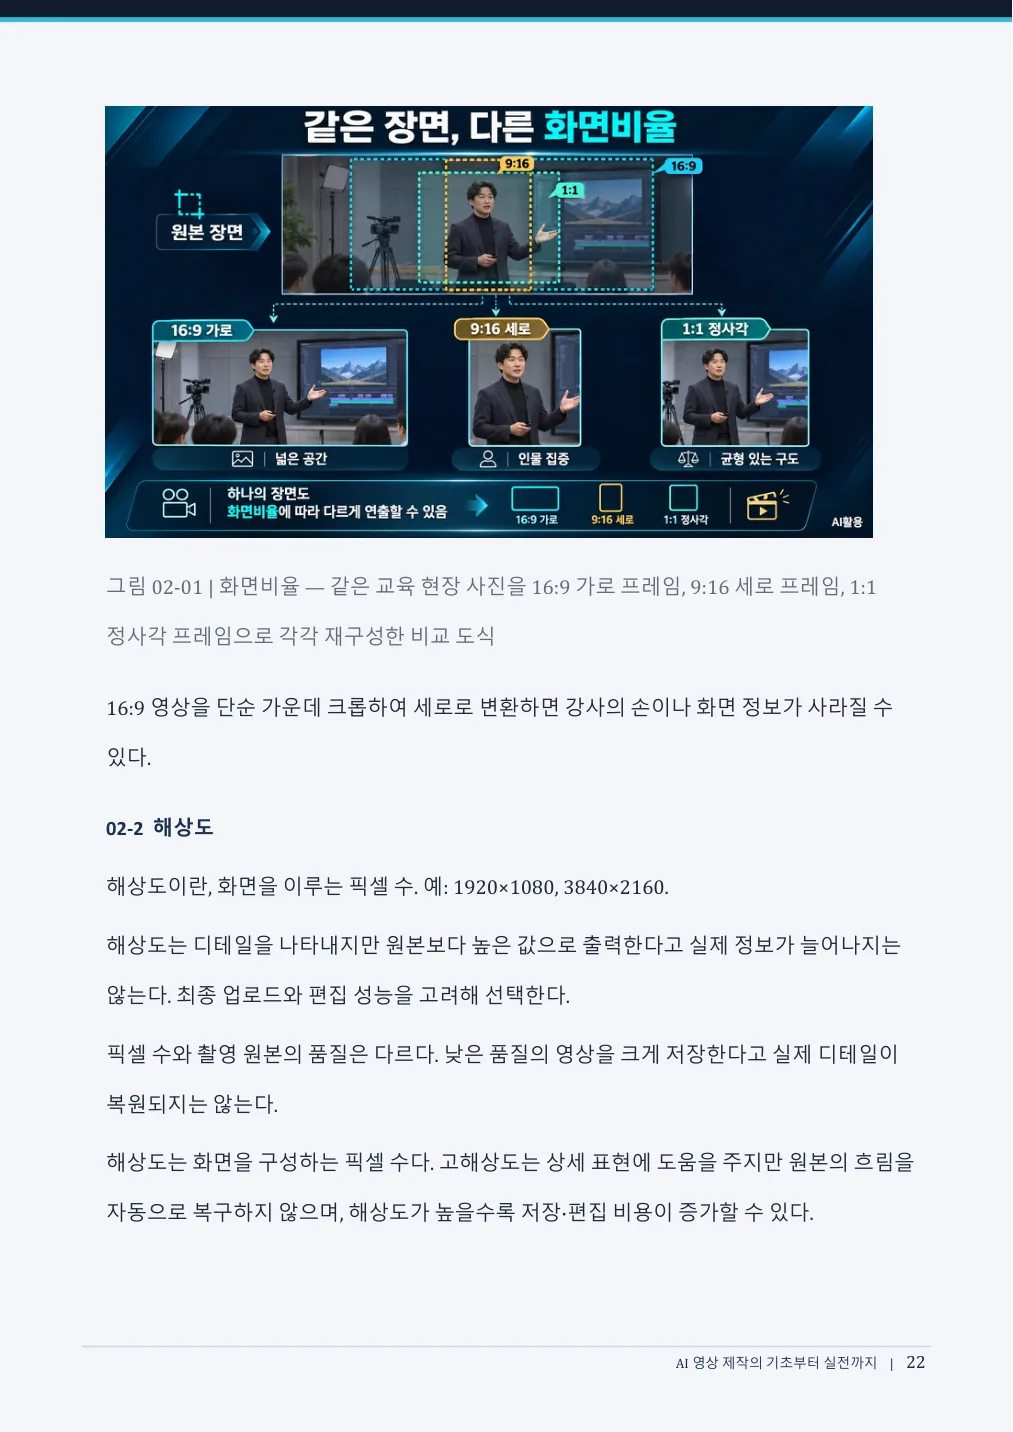 같은 장면, 다른 화면비율
9:16
16:9
1:1
원본 장면
16:9 가로
9:16 세로
1:1 정사각
넓은 공간
인물 집중
균형 있는 구도
하나의 장면도
화면비율에 따라 다르게 연출할 수 있음
16:9 가로
9:16 세로
1:1 정사각
AI활용
그림 02-01 | 화면비율 — 같은 교육 현장 사진을 16:9 가로 프레임, 9:16 세로 프레임, 1:1
정사각 프레임으로 각각 재구성한 비교 도식
16:9 영상을 단순 가운데 크롭하여 세로로 변환하면 강사의 손이나 화면 정보가 사라질 수
있다.
02-2 해상도
해상도이란, 화면을 이루는 픽셀 수. 예: 1920×1080, 3840×2160.
해상도는 디테일을 나타내지만 원본보다 높은 값으로 출력한다고 실제 정보가 늘어나지는
않는다. 최종 업로드와 편집 성능을 고려해 선택한다.
픽셀 수와 촬영 원본의 품질은 다르다. 낮은 품질의 영상을 크게 저장한다고 실제 디테일이
복원되지는 않는다.
해상도는 화면을 구성하는 픽셀 수다. 고해상도는 상세 표현에 도움을 주지만 원본의 흐림을
자동으로 복구하지 않으며, 해상도가 높을수록 저장·편집 비용이 증가할 수 있다.
AI 영상 제작의 기초부터 실전까지 | 22